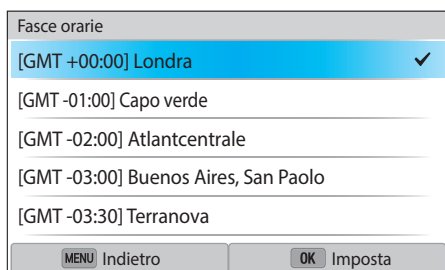 Fasce orarie
[GMT +00:00] Londra
[GMT -01:00] Capo verde
[GMT -02:00] Atlantcentrale
[GMT -03:00] Buenos Aires, San Paolo
[GMT -03:30] Terranova
MENU Indietro OK Imposta